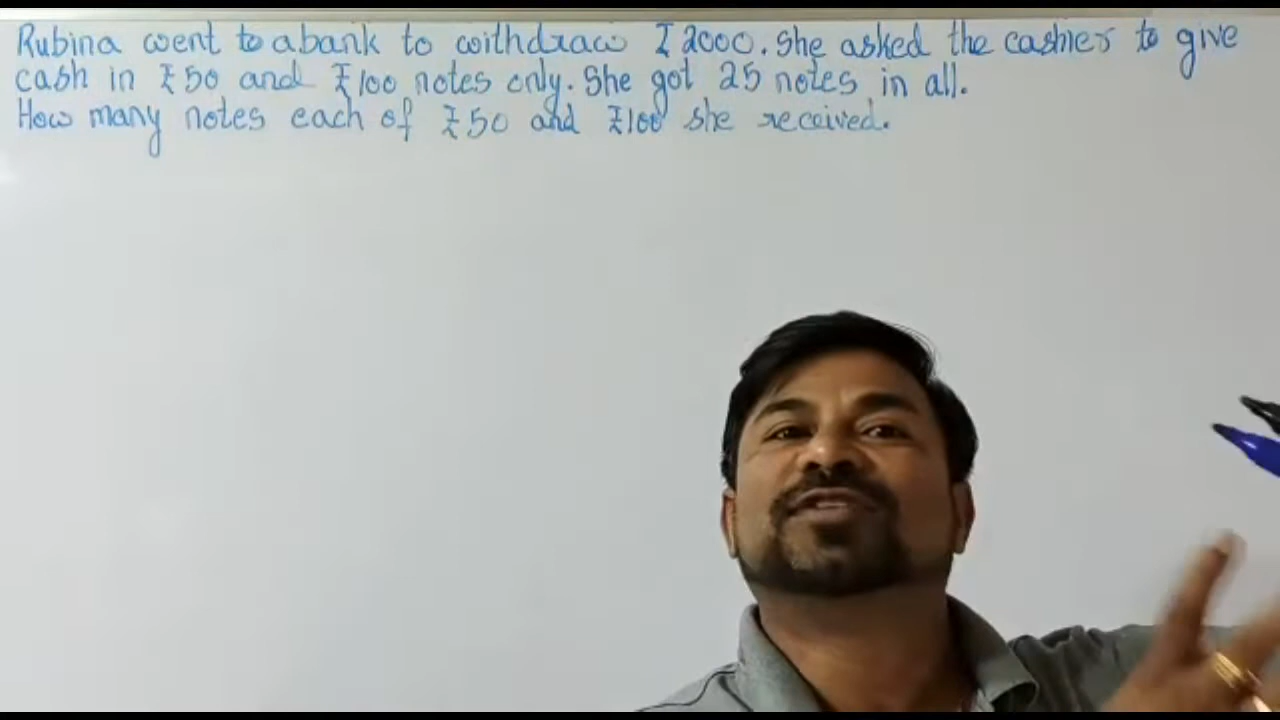 Rubina went to a bank to withdraw ₹2000. She asked the cashier to give
cash in ₹50 and ₹100 notes only. She got 25 notes in all.
How many notes each of ₹50 and ₹100 she received.